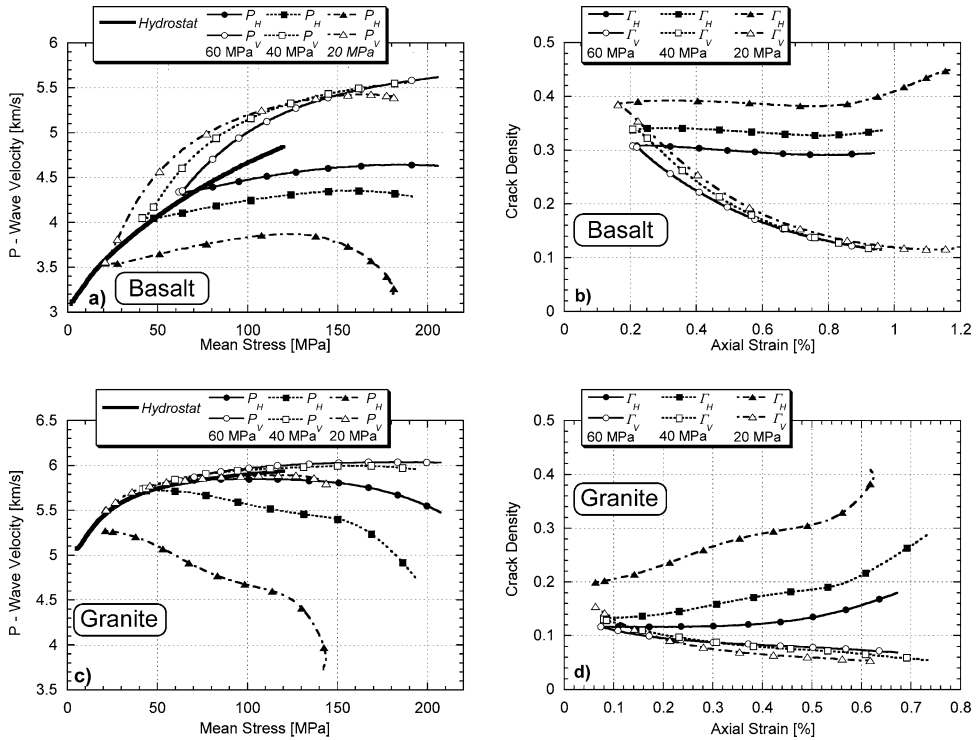 Hydrostat
P_H P_H P_H
P_V P_V P_V
60 MPa 40 MPa 20 MPa
6
5.5
5
4.5
4
3.5
3
P - Wave Velocity [km/s]
a)
Basalt
0 50 100 150 200
Mean Stress [MPa]
Γ_H Γ_H Γ_H
Γ_V Γ_V Γ_V
60 MPa 40 MPa 20 MPa
0.5
0.4
0.3
0.2
0.1
0
Crack Density
b)
Basalt
0 0.2 0.4 0.6 0.8 1 1.2
Axial Strain [%]
Hydrostat
P_H P_H P_H
P_V P_V P_V
60 MPa 40 MPa 20 MPa
6.5
6
5.5
5
4.5
4
3.5
P - Wave Velocity [km/s]
c)
Granite
0 50 100 150 200
Mean Stress [MPa]
Γ_H Γ_H Γ_H
Γ_V Γ_V Γ_V
60 MPa 40 MPa 20 MPa
0.5
0.4
0.3
0.2
0.1
0
Crack Density
d)
Granite
0 0.1 0.2 0.3 0.4 0.5 0.6 0.7 0.8
Axial Strain [%]